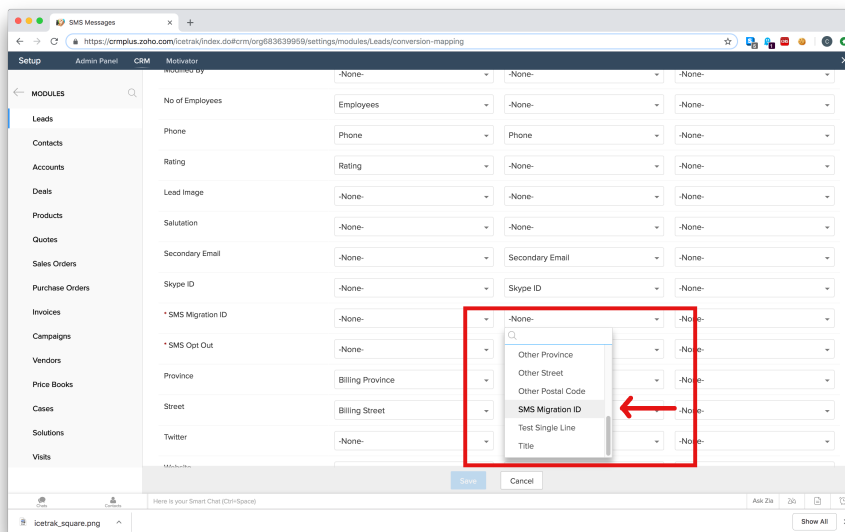 SMS Messages
https://crmplus.zoho.com/icetrak/index.do#crm/org683639959/settings/modules/Leads/conversion-mapping
Setup Admin Panel CRM Motivator
MODULES
Leads
Contacts
Accounts
Deals
Products
Quotes
Sales Orders
Purchase Orders
Invoices
Campaigns
Vendors
Price Books
Cases
Solutions
Visits
Modified By -None- -None- -None-
No of Employees Employees -None- -None-
Phone Phone Phone -None-
Rating Rating -None- -None-
Lead Image -None- -None- -None-
Salutation -None- -None- -None-
Secondary Email -None- Secondary Email -None-
Skype ID -None- Skype ID -None-
* SMS Migration ID -None- -None- -None-
* SMS Opt Out -None- -None-
Province Billing Province -None-
Street Billing Street -None-
Twitter -None- -None-
Website
Other Province
Other Street
Other Postal Code
SMS Migration ID
Test Single Line
Title
Save Cancel
Chats Contacts Here is your Smart Chat (Ctrl+Space) Ask Zia
icetrak_square.png Show All